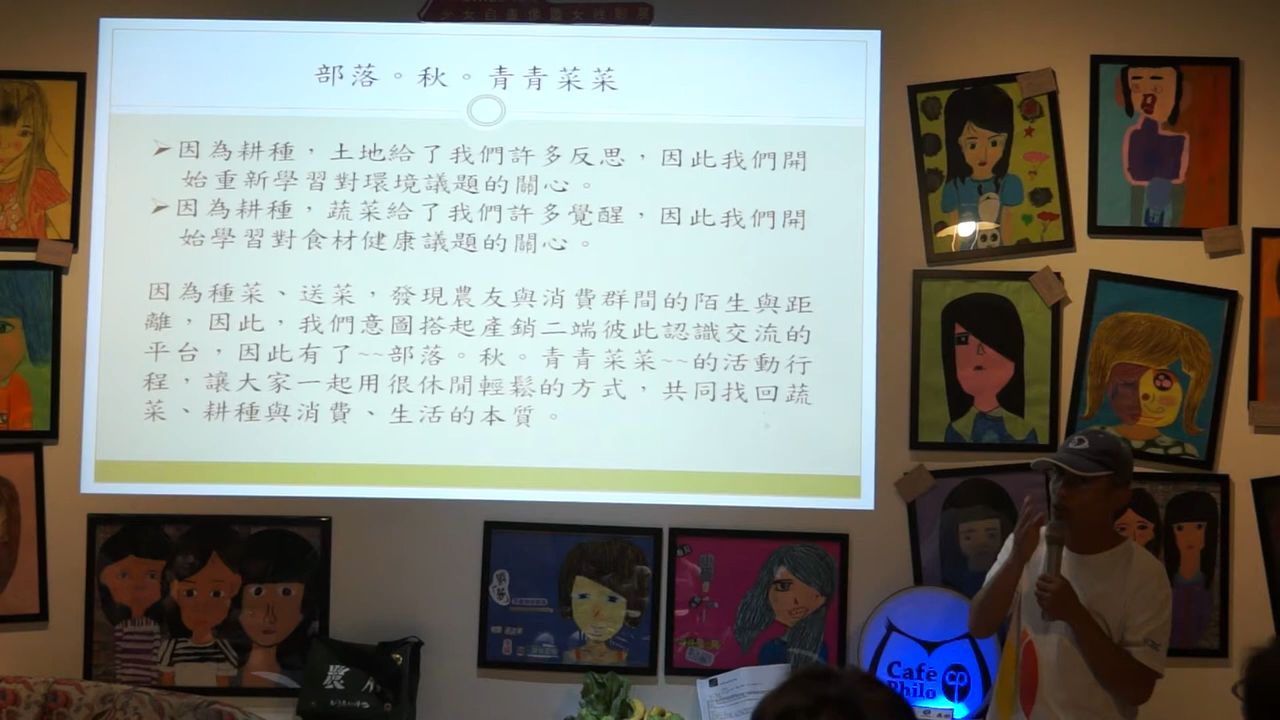 少女自畫像
部落。秋。青青菜菜
➢因為耕種，土地給了我們許多反思，因此我們開
始重新學習對環境議題的關心。
➢因為耕種，蔬菜給了我們許多覺醒，因此我們開
始學習對食材健康議題的關心。
因為種菜、送菜，發現農友與消費群間的陌生與距
離，因此，我們意圖搭起產銷二端彼此認識交流的
平台，因此有了~~部落。秋。青青菜菜~~的活動行
程，讓大家一起用很休閒輕鬆的方式，共同找回蔬
菜、耕種與消費、生活的本質。
農
Café
Philo